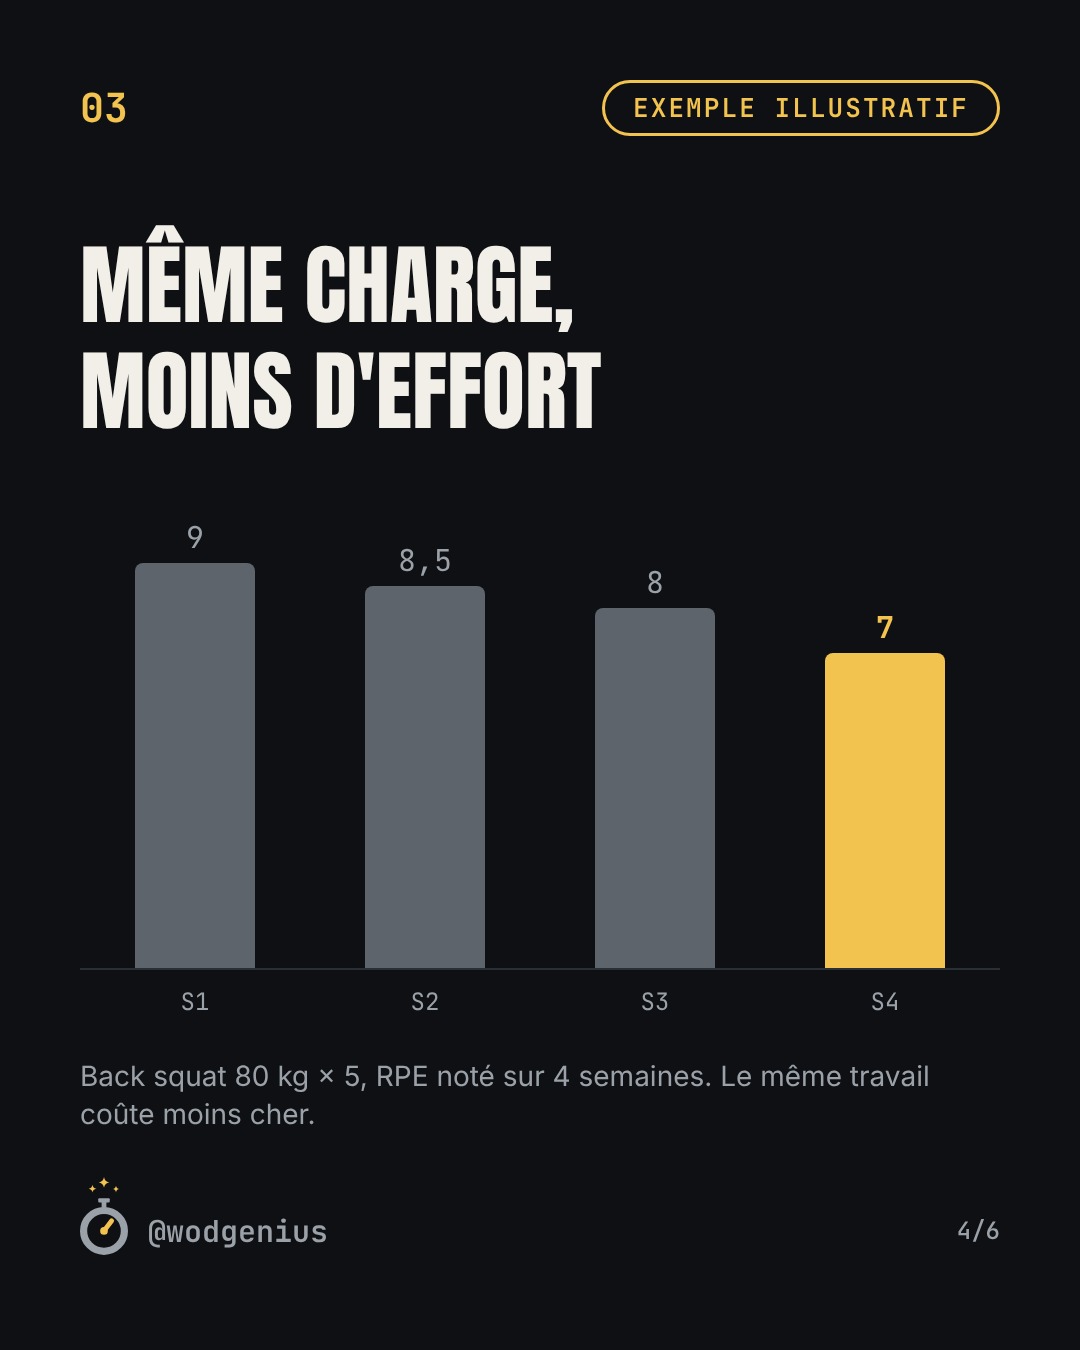 03
EXEMPLE ILLUSTRATIF
MÊME CHARGE,
MOINS D'EFFORT
9
8,5
8
7
S1
S2
S3
S4
Back squat 80 kg × 5, RPE noté sur 4 semaines. Le même travail
coûte moins cher.
@wodgenius
4/6